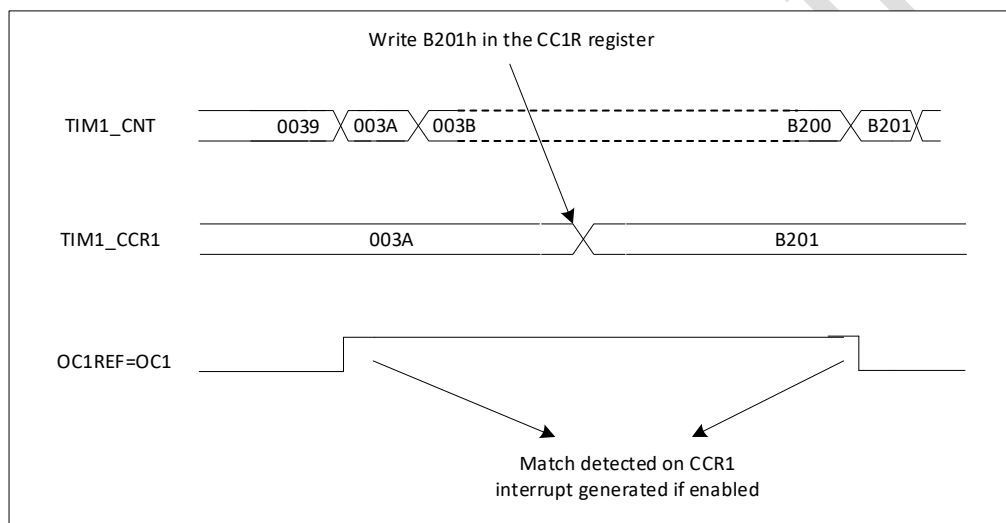 Write B201h in the CC1R register
TIM1_CNT 0039 003A 003B B200 B201
TIM1_CCR1 003A B201
OC1REF=OC1
Match detected on CCR1
interrupt generated if enabled